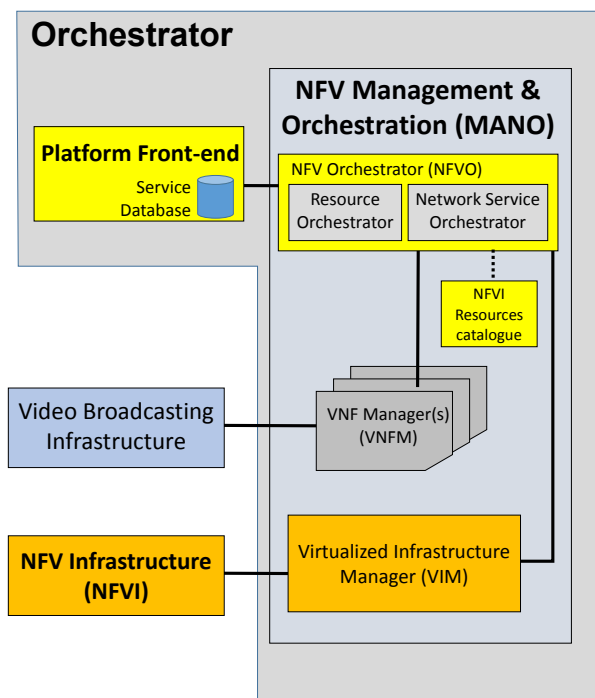 Orchestrator
NFV Management &
Orchestration (MANO)
Platform Front-end
Service
Database
NFV Orchestrator (NFVO)
Resource
Orchestrator
Network Service
Orchestrator
NFVI
Resources
catalogue
Video Broadcasting
Infrastructure
VNF Manager(s)
(VNFM)
NFV Infrastructure
(NFVI)
Virtualized Infrastructure
Manager (VIM)